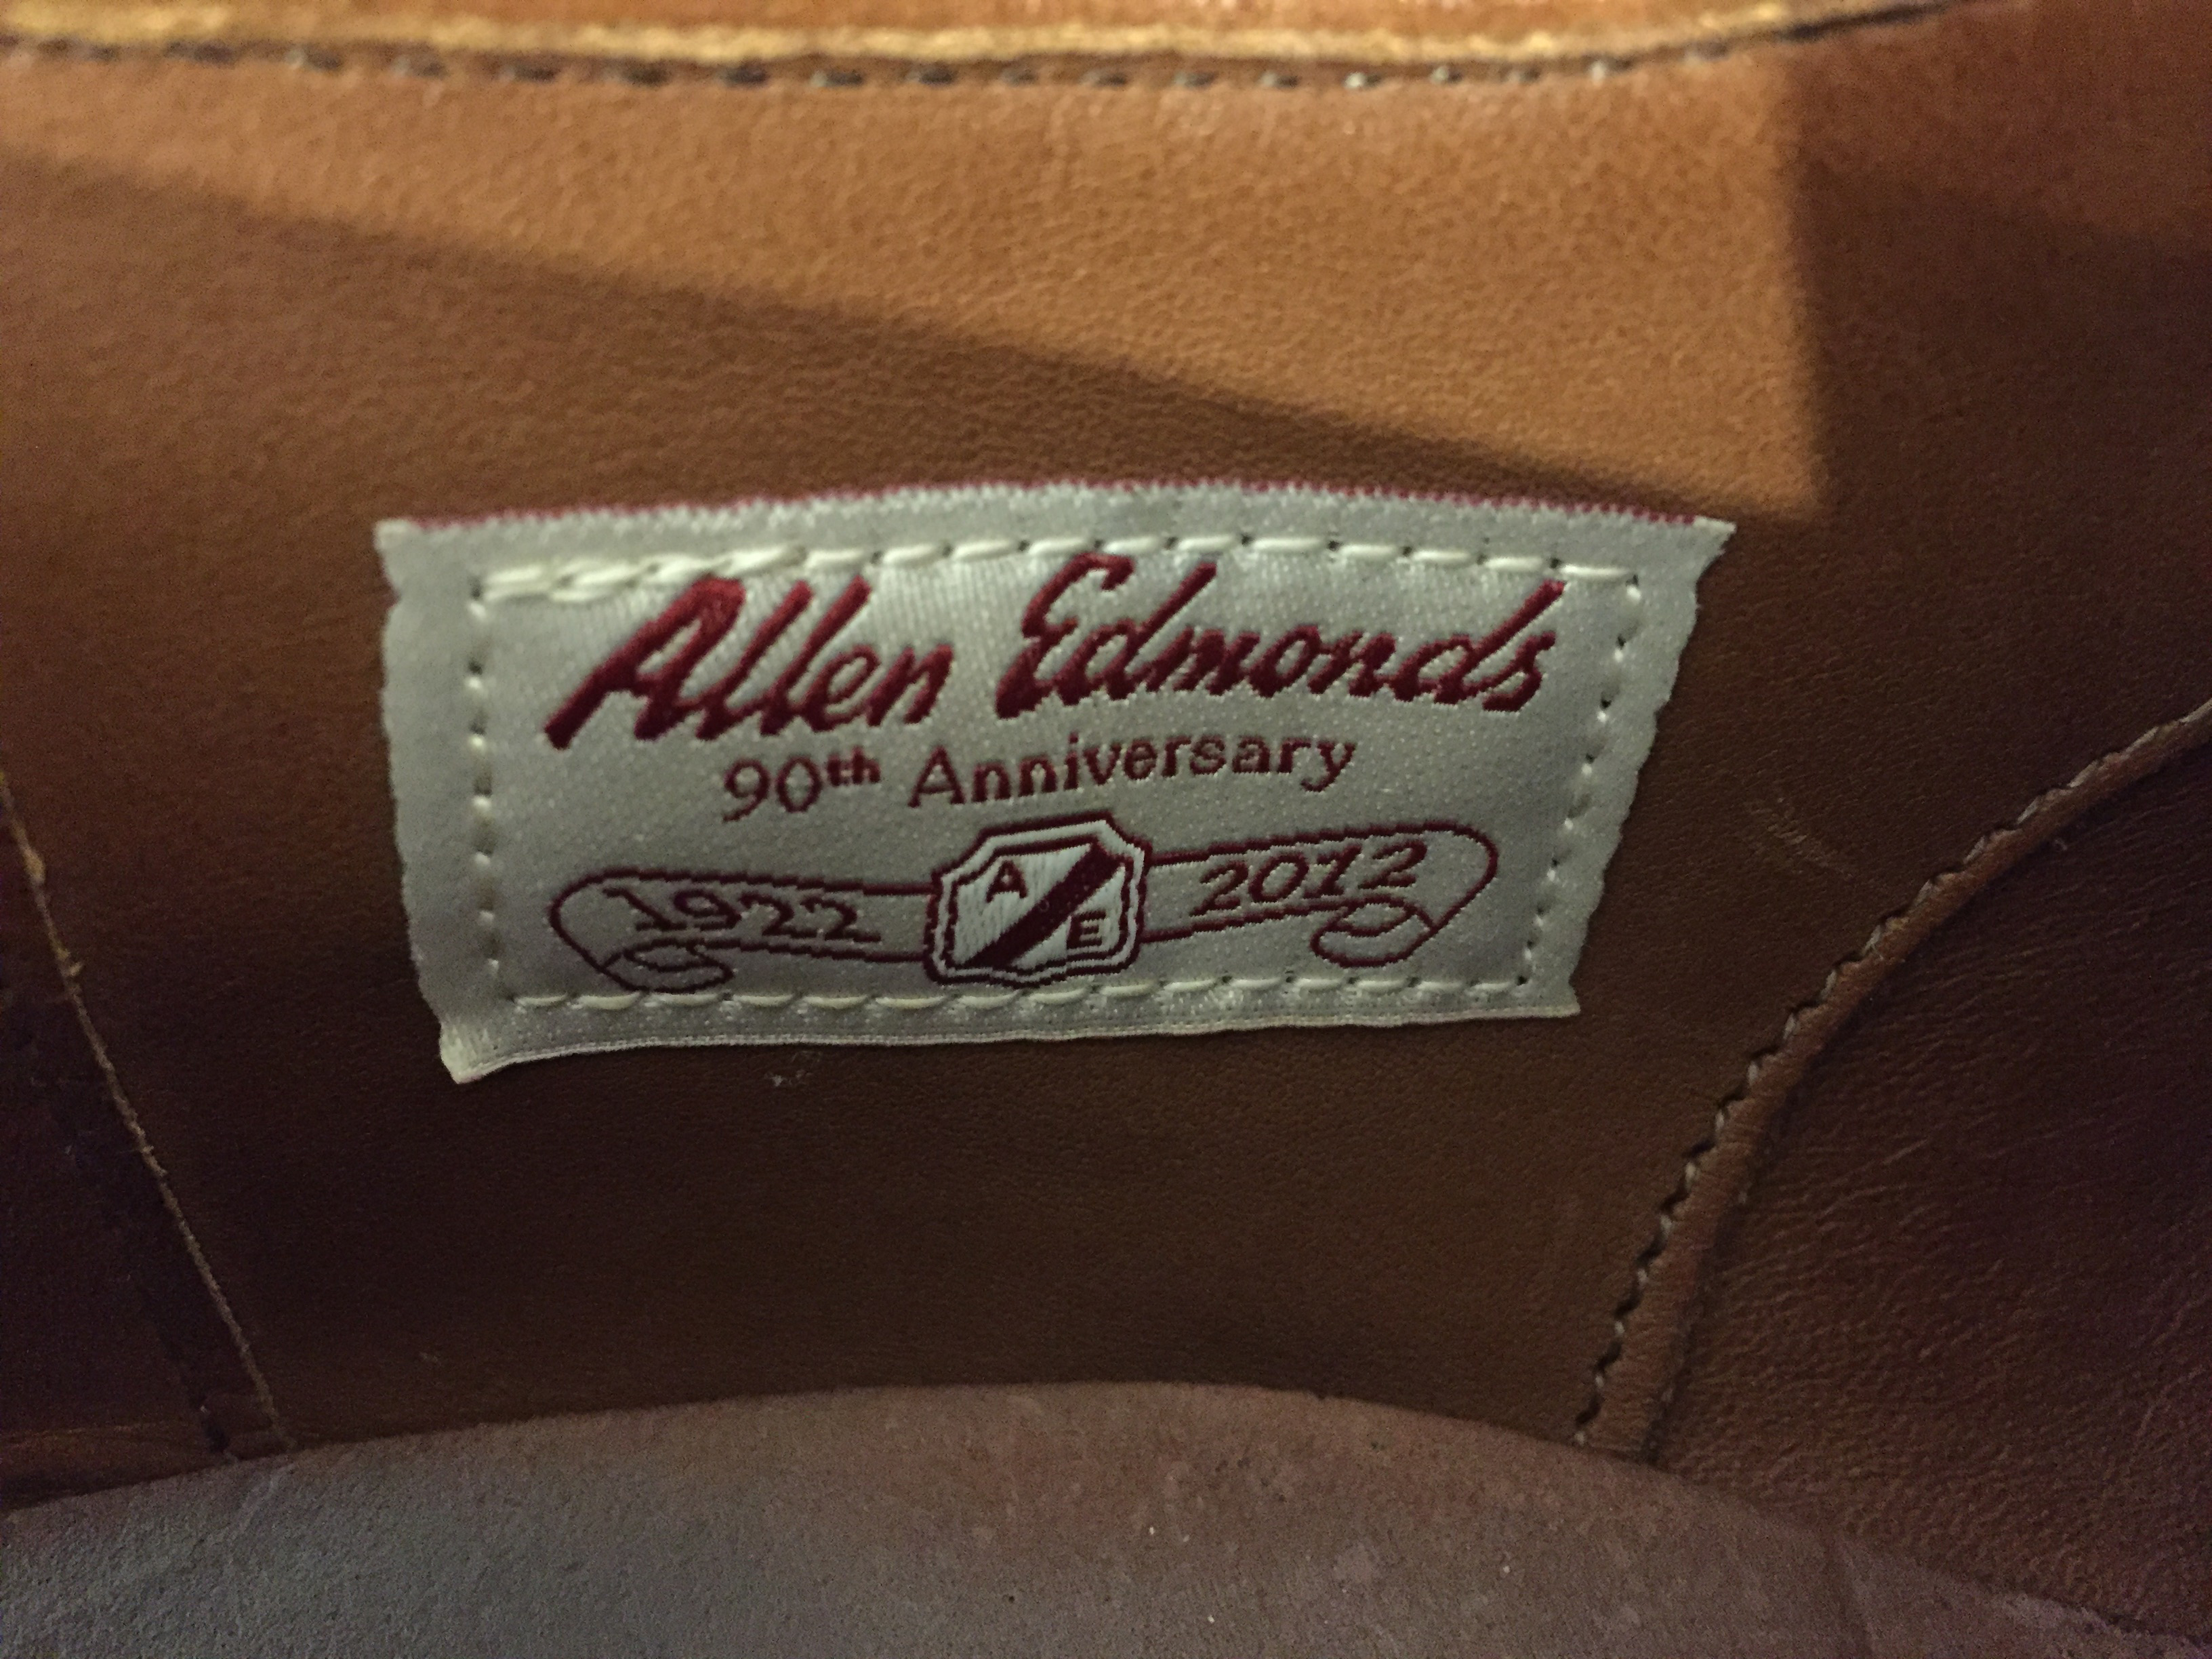 Allen Edmonds
90th Anniversary
1922 A E 2012